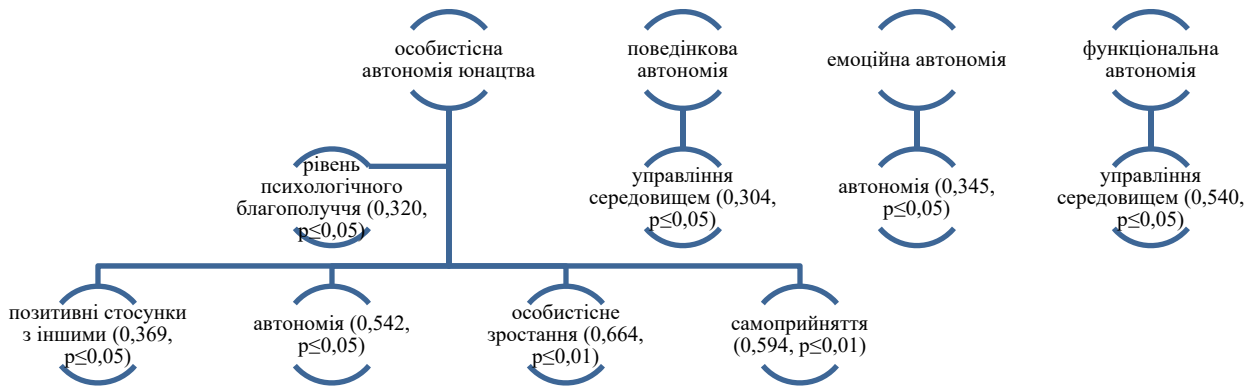 особистісна
автономія юнацтва
поведінкова
автономія
емоційна автономія
функціональна
автономія
рівень
психологічного
благополуччя (0,320,
p≤0,05)
управління
середовищем (0,304,
p≤0,05)
автономія (0,345,
p≤0,05)
управління
середовищем (0,540,
p≤0,05)
позитивні стосунки
з іншими (0,369,
p≤0,05)
автономія (0,542,
p≤0,05)
особистісне
зростання (0,664,
p≤0,01)
самоприйняття
(0,594, p≤0,01)